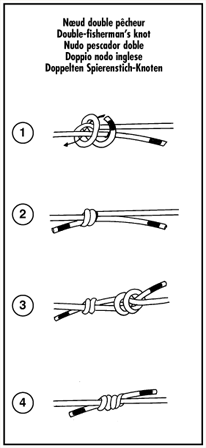 Nœud double pêcheur
Double-fisherman's knot
Nudo pescador doble
Doppio nodo inglese
Doppelten Spierenstich-Knoten
1
2
3
4